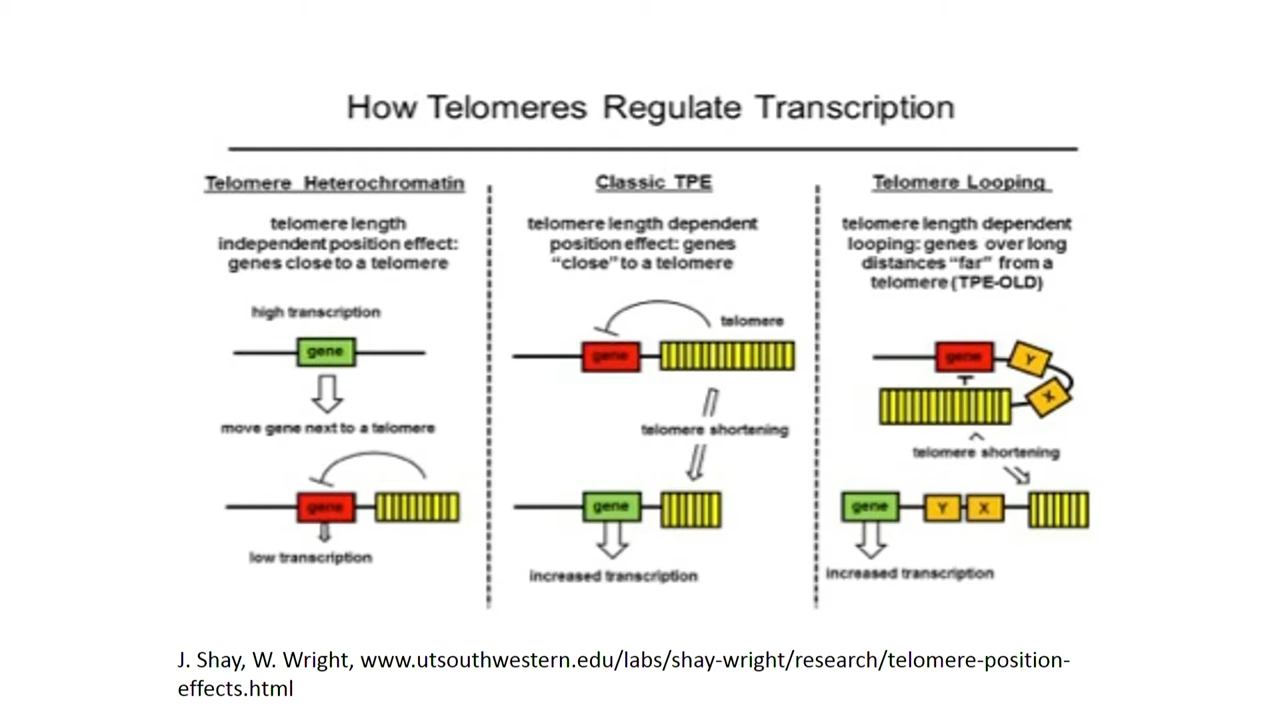 How Telomeres Regulate Transcription
Telomere Heterochromatin
telomere length
independent position effect:
genes close to a telomere
high transcription
gene
move gene next to a telomere
gene
low transcription
Classic TPE
telomere length dependent
position effect: genes
“close” to a telomere
telomere
gene
telomere shortening
gene
increased transcription
Telomere Looping
telomere length dependent
looping: genes over long
distances “far” from a
telomere (TPE-OLD)
gene
Y
X
telomere shortening
gene
Y
X
increased transcription
J. Shay, W. Wright, www.utsouthwestern.edu/labs/shay-wright/research/telomere-position-
effects.html